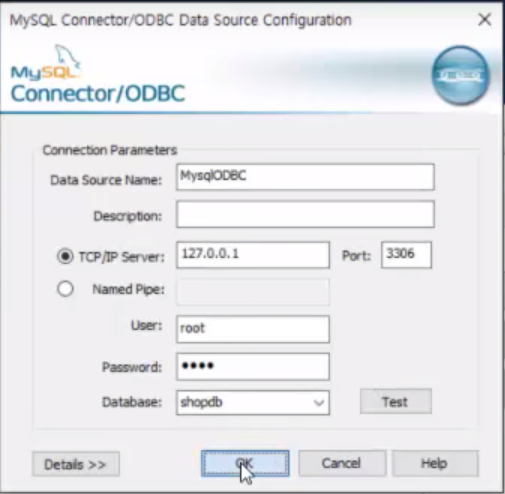 MySQL Connector/ODBC Data Source Configuration
MySQL
Connector/ODBC
Connection Parameters
Data Source Name: MysqlODBC
Description:
TCP/IP Server: 127.0.0.1 Port: 3306
Named Pipe:
User: root
Password: ••••
Database: shopdb Test
Details >> OK Cancel Help